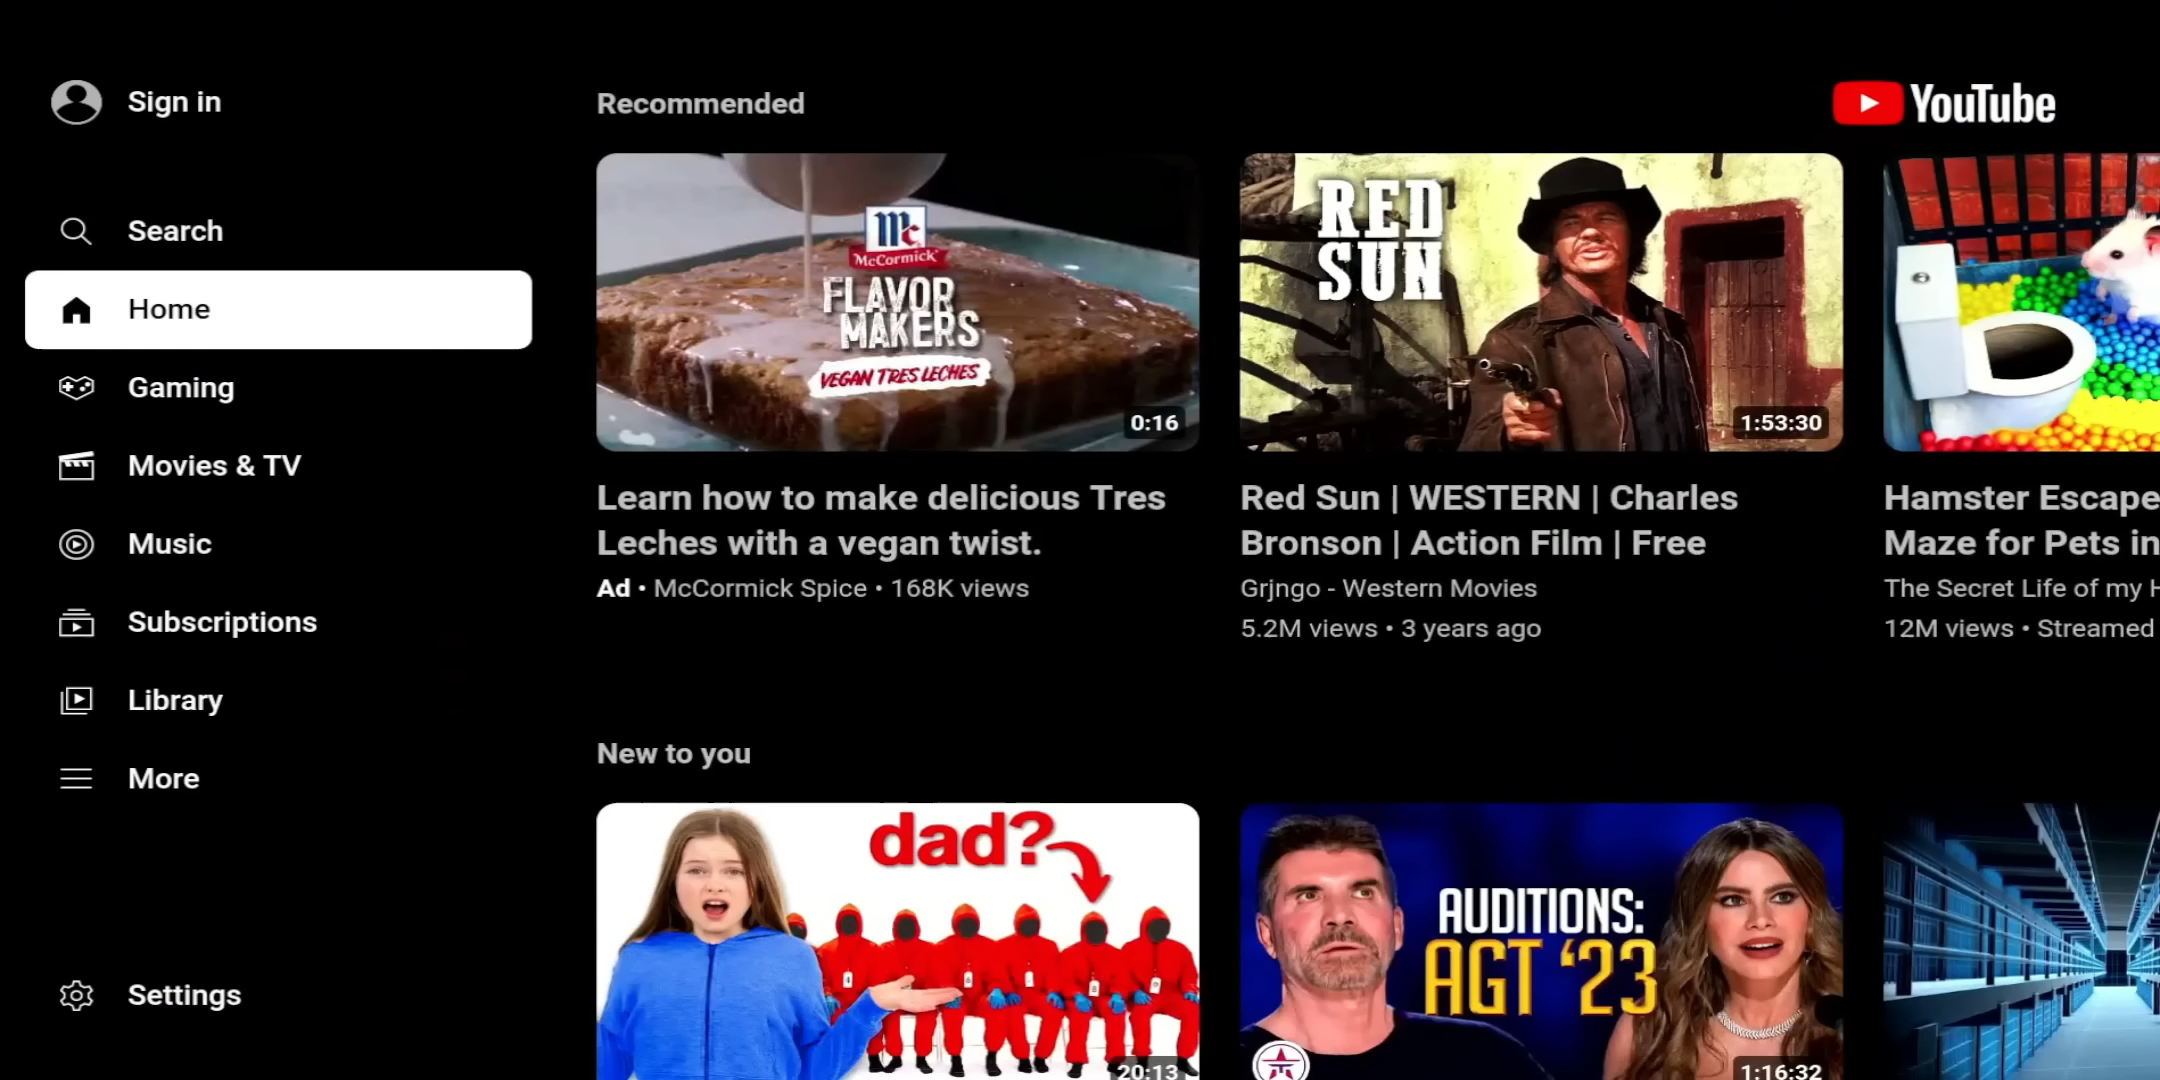 Sign in
Search
Home
Gaming
Movies & TV
Music
Subscriptions
Library
More
Settings
YouTube
Recommended
Mc
McCormick
FLAVOR
MAKERS
VEGAN TRES LECHES
0:16
Learn how to make delicious Tres
Leches with a vegan twist.
Ad • McCormick Spice • 168K views
RED
SUN
1:53:30
Red Sun | WESTERN | Charles
Bronson | Action Film | Free
Grjngo - Western Movies
5.2M views • 3 years ago
Hamster Escape
Maze for Pets in
The Secret Life of my
12M views • Streamed
New to you
dad?
20:13
AUDITIONS:
AGT ‘23
1:16:32